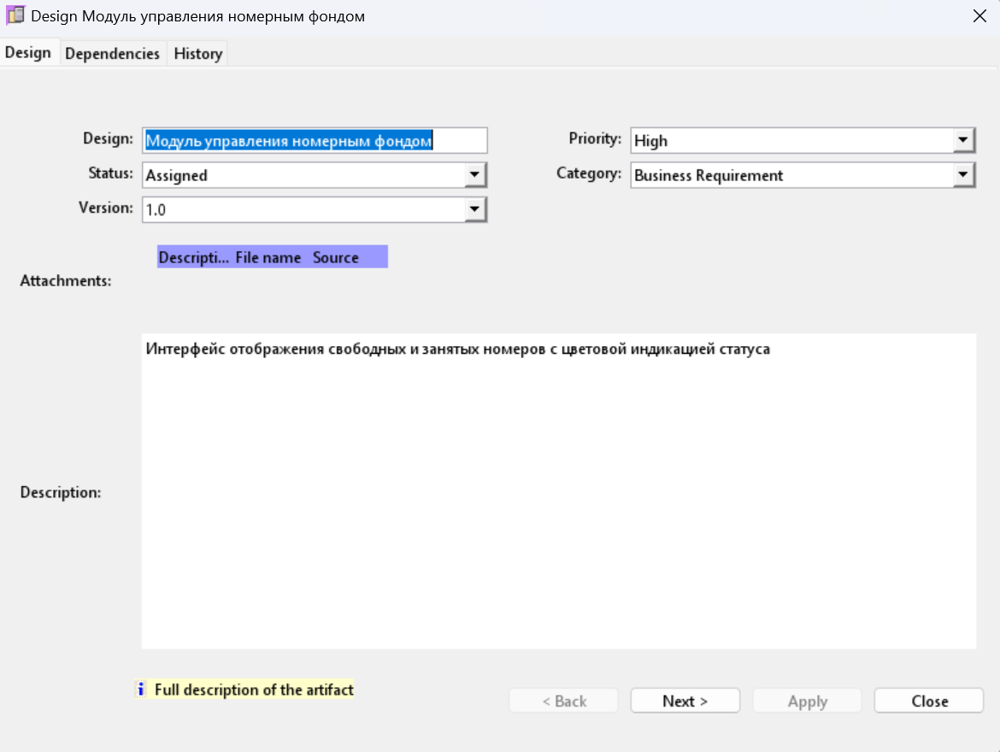 Design Модуль управления номерным фондом
Design Dependencies History
Design: Модуль управления номерным фондом Priority: High
Status: Assigned Category: Business Requirement
Version: 1.0
Descripti... File name Source
Attachments:
Интерфейс отображения свободных и занятых номеров с цветовой индикацией статуса
Description:
i Full description of the artifact
< Back Next > Apply Close